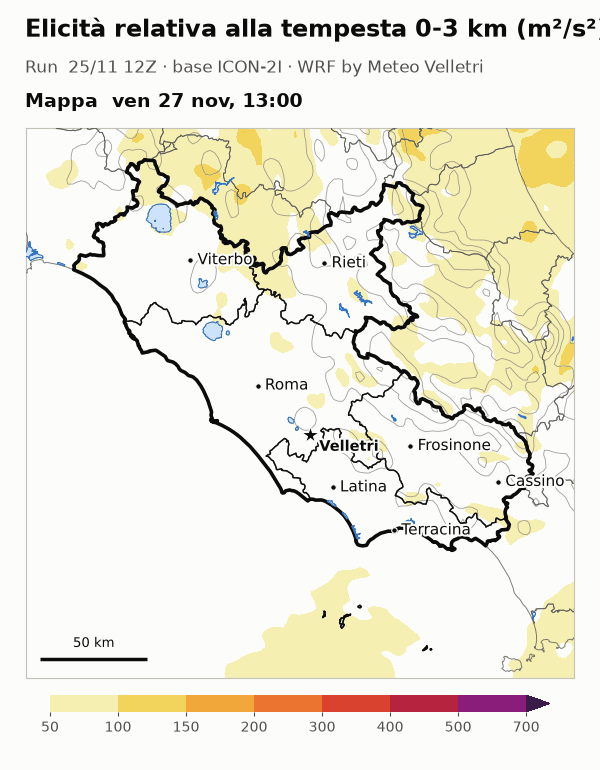 Elicità relativa alla tempesta 0-3 km (m²/s²)
Run 25/11 12Z · base ICON-2I · WRF by Meteo Velletri
Mappa ven 27 nov, 13:00
Viterbo
Rieti
Roma
Velletri
Frosinone
Latina
Cassino
Terracina
50 km
50 100 150 200 300 400 500 700